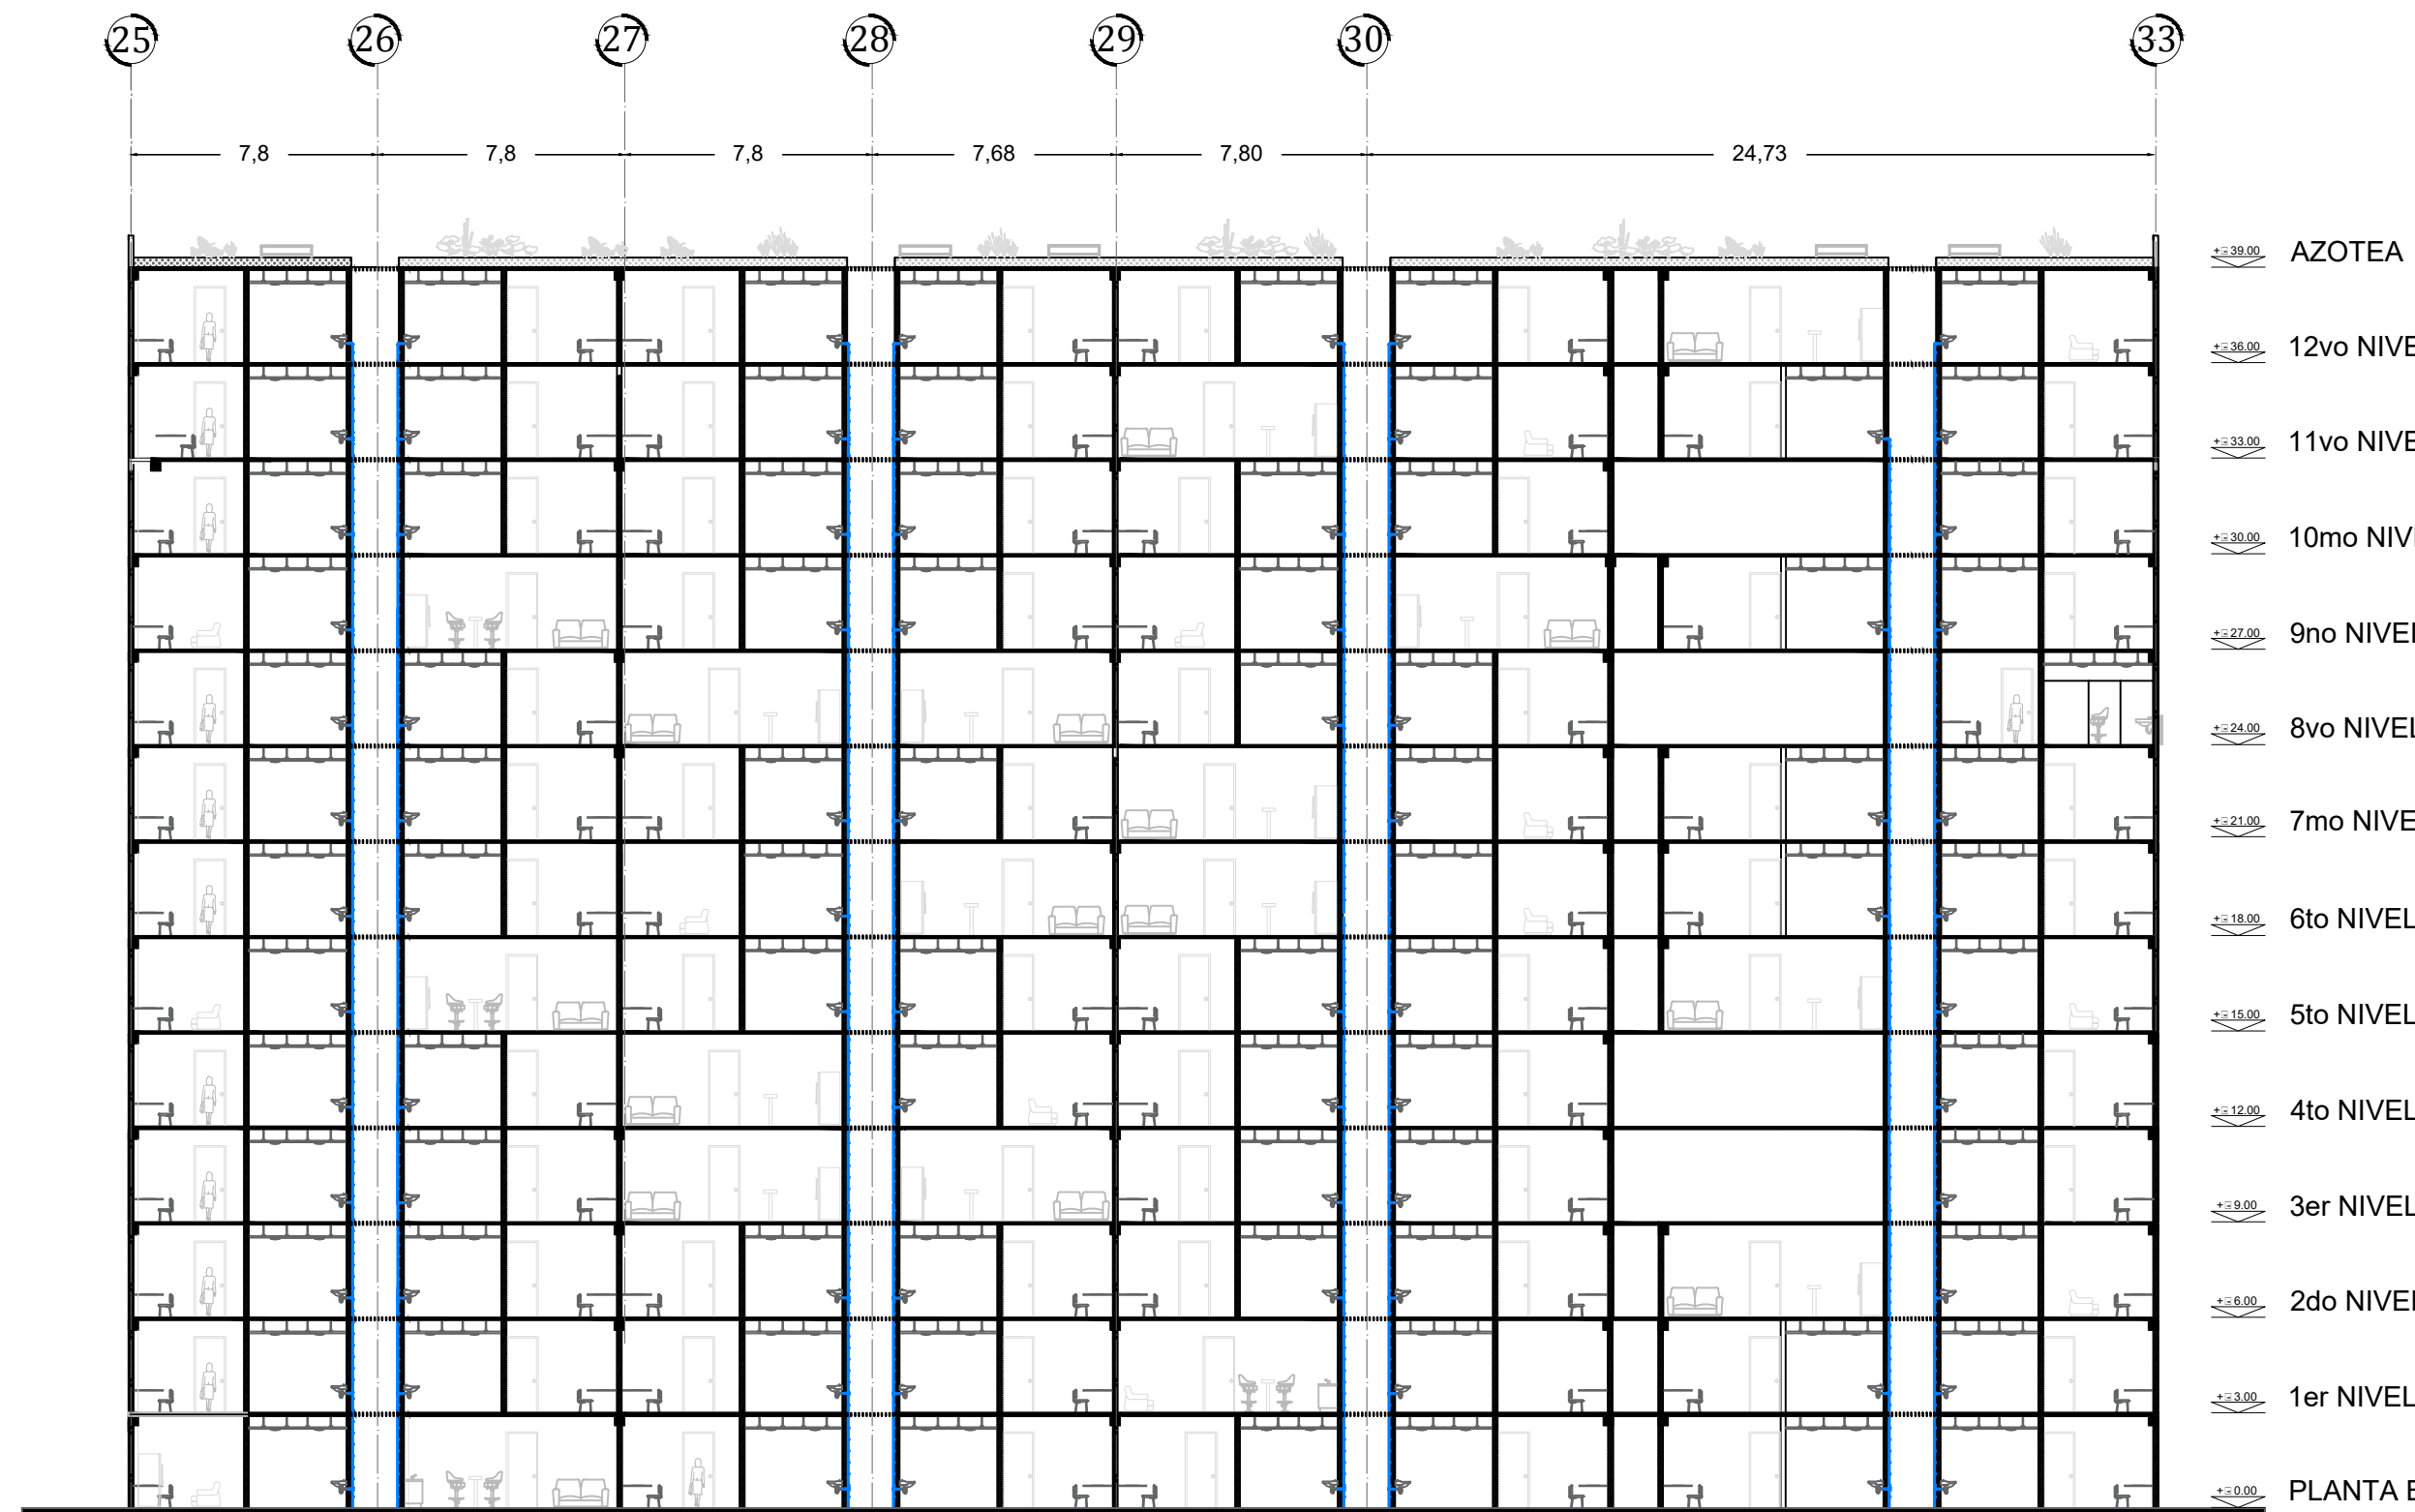 25 26 27 28 29 30 33
7,8 7,8 7,8 7,68 7,80 24,73
39.00 AZOTEA
36.00 12vo NIVE
33.00 11vo NIVE
30.00 10mo NIV
27.00 9no NIVE
24.00 8vo NIVEL
21.00 7mo NIVE
18.00 6to NIVEL
15.00 5to NIVEL
12.00 4to NIVEL
9.00 3er NIVEL
6.00 2do NIVE
3.00 1er NIVEL
0.00 PLANTA